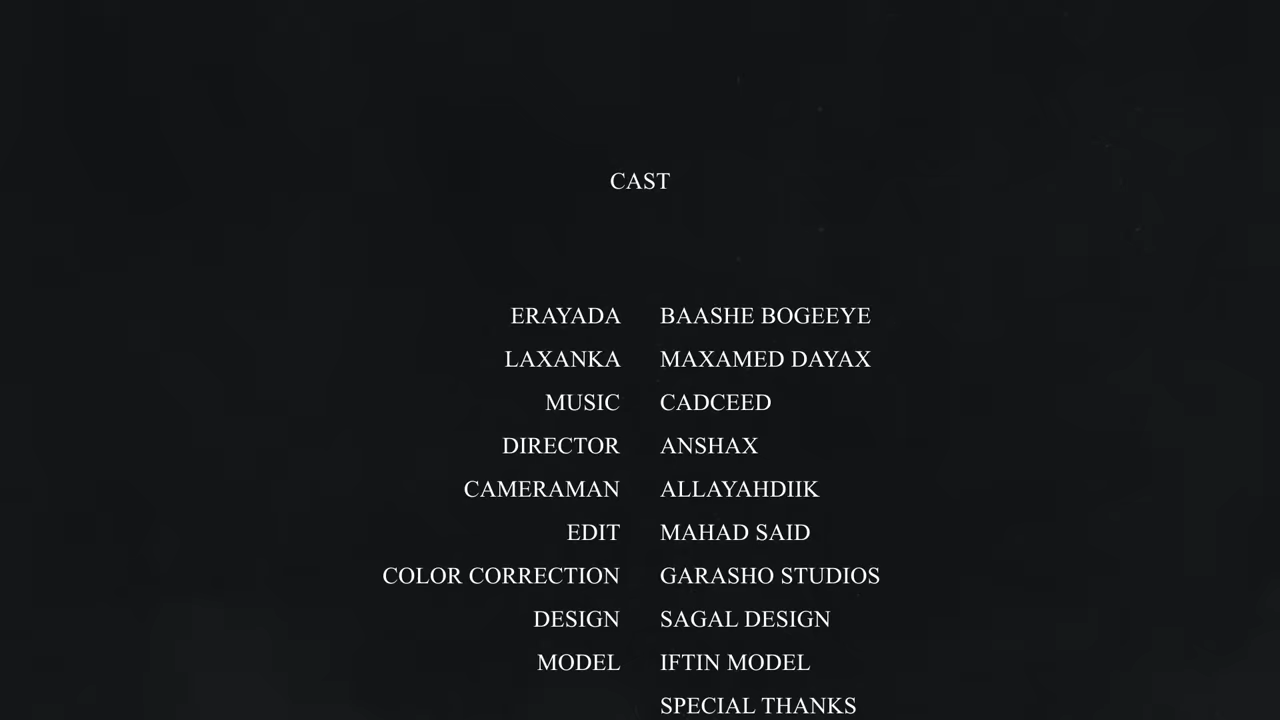 CAST
ERAYADA BAASHE BOGEEYE
LAXANKA MAXAMED DAYAX
MUSIC CADCEED
DIRECTOR ANSHAX
CAMERAMAN ALLAYAHDIIK
EDIT MAHAD SAID
COLOR CORRECTION GARASHO STUDIOS
DESIGN SAGAL DESIGN
MODEL IFTIN MODEL
SPECIAL THANKS